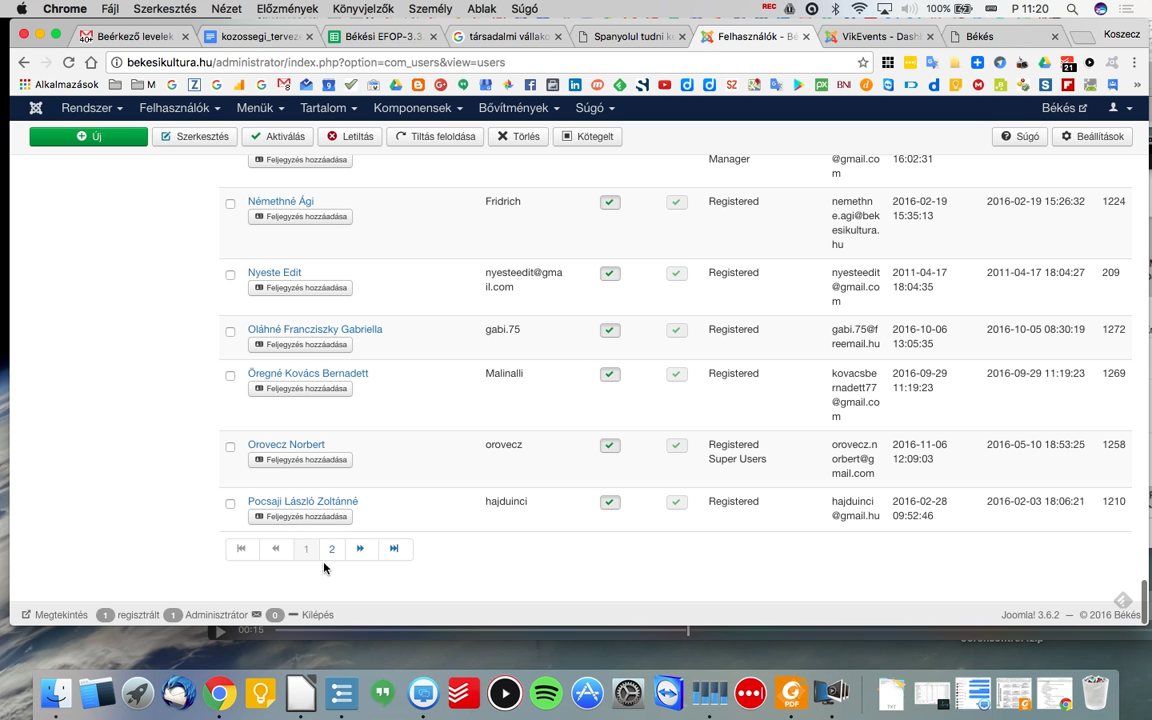 Chrome Fájl Szerkesztés Nézet Előzmények Könyvjelzők Személy Ablak Súgó REC 100% P 11:20
Beérkező levelek
kozossegi_terveze
Békési EFOP-3.3.
társadalmi vállako
Spanyolul tudni k
Felhasználók - Bé
VikEvents - Dash
Békés
Koszecz
bekesikultura.hu/administrator/index.php?option=com_users&view=users
Alkalmazások M BNI 21 »
Rendszer Felhasználók Menük Tartalom Komponensek Bővítmények Súgó Békés
Új Szerkesztés Aktiválás Letiltás Tiltás feloldása Törlés Kötegelt Súgó Beállítások
Feljegyzés hozzáadása
Manager
@gmail.co
m
16:02:31
Némethné Ági
Feljegyzés hozzáadása
Fridrich
Registered
nemethn
e.agi@bek
esikultura.
hu
2016-02-19
15:35:13
2016-02-19 15:26:32
1224
Nyeste Edit
Feljegyzés hozzáadása
nyesteedit@gma
il.com
Registered
nyesteedit
@gmail.co
m
2011-04-17
18:04:35
2011-04-17 18:04:27
209
Oláhné Francziszky Gabriella
Feljegyzés hozzáadása
gabi.75
Registered
gabi.75@f
reemail.hu
2016-10-06
13:05:35
2016-10-05 08:30:19
1272
Öregné Kovács Bernadett
Feljegyzés hozzáadása
Malinalli
Registered
kovacsbe
rnadett77
@gmail.co
m
2016-09-29
11:19:23
2016-09-29 11:19:23
1269
Orovecz Norbert
Feljegyzés hozzáadása
orovecz
Registered
Super Users
orovecz.n
orbert@g
mail.com
2016-11-06
12:09:03
2016-05-10 18:53:25
1258
Pocsaji László Zoltánné
Feljegyzés hozzáadása
hajduinci
Registered
hajduinci
@gmail.hu
2016-02-28
09:52:46
2016-02-03 18:06:21
1210
1 2
Megtekintés 1 regisztrált 1 Adminisztrátor 0 Kilépés Joomla! 3.6.2 — © 2016 Békés
00:15
PDF